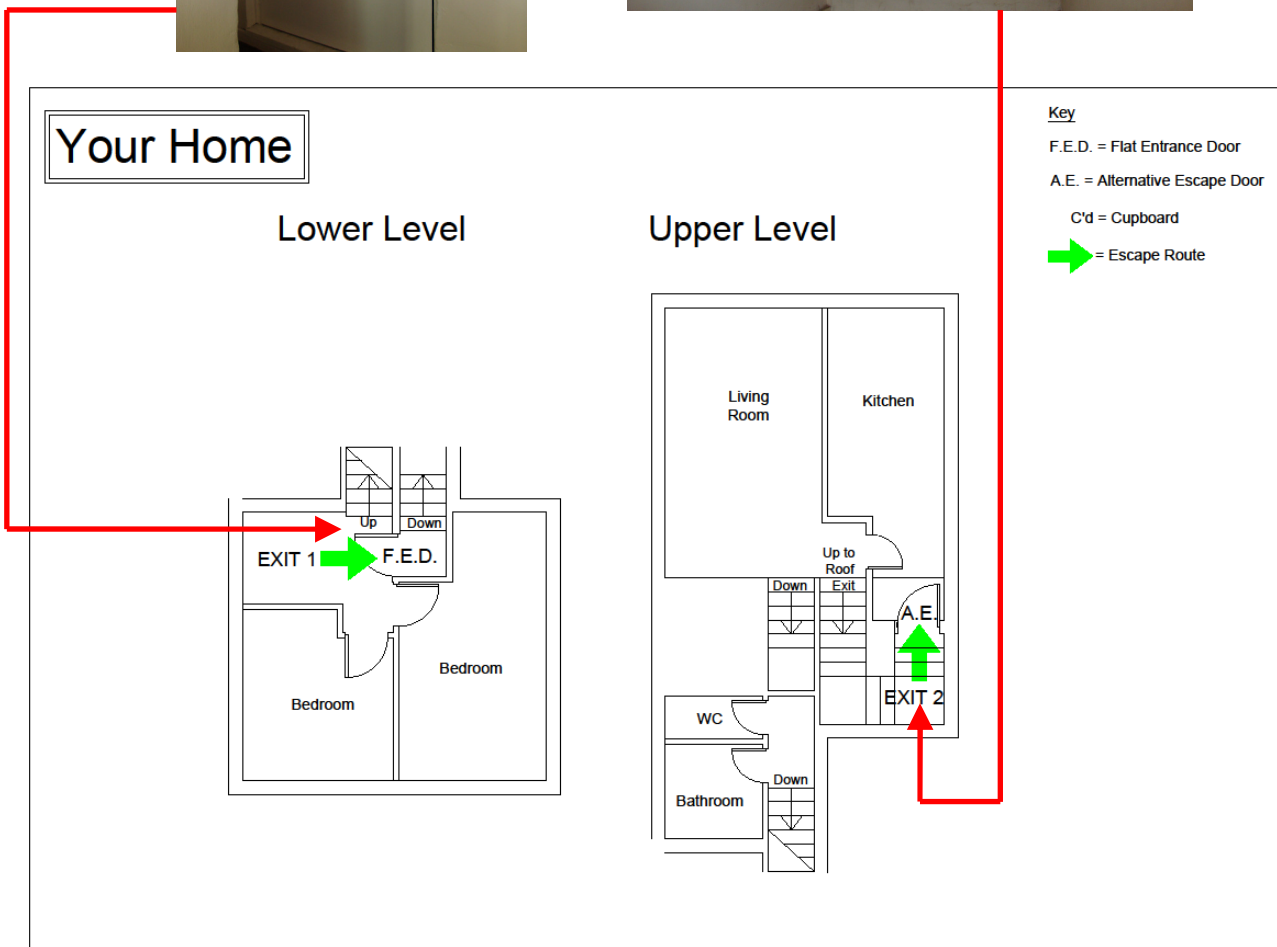 Your Home
Key
F.E.D. = Flat Entrance Door
A.E. = Alternative Escape Door
C'd = Cupboard
= Escape Route
Lower Level
Upper Level
Up
Down
EXIT 1
F.E.D.
Bedroom
Bedroom
Living
Room
Kitchen
Up to
Roof
Exit
Down
A.E.
EXIT 2
WC
Bathroom
Down